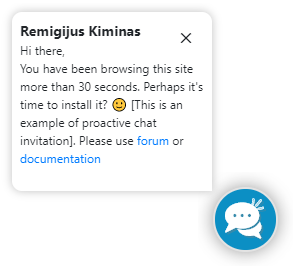 Remigijus Kiminas
Hi there,
You have been browsing this site
more than 30 seconds. Perhaps it's
time to install it? 🙂 [This is an
example of proactive chat
invitation]. Please use forum or
documentation